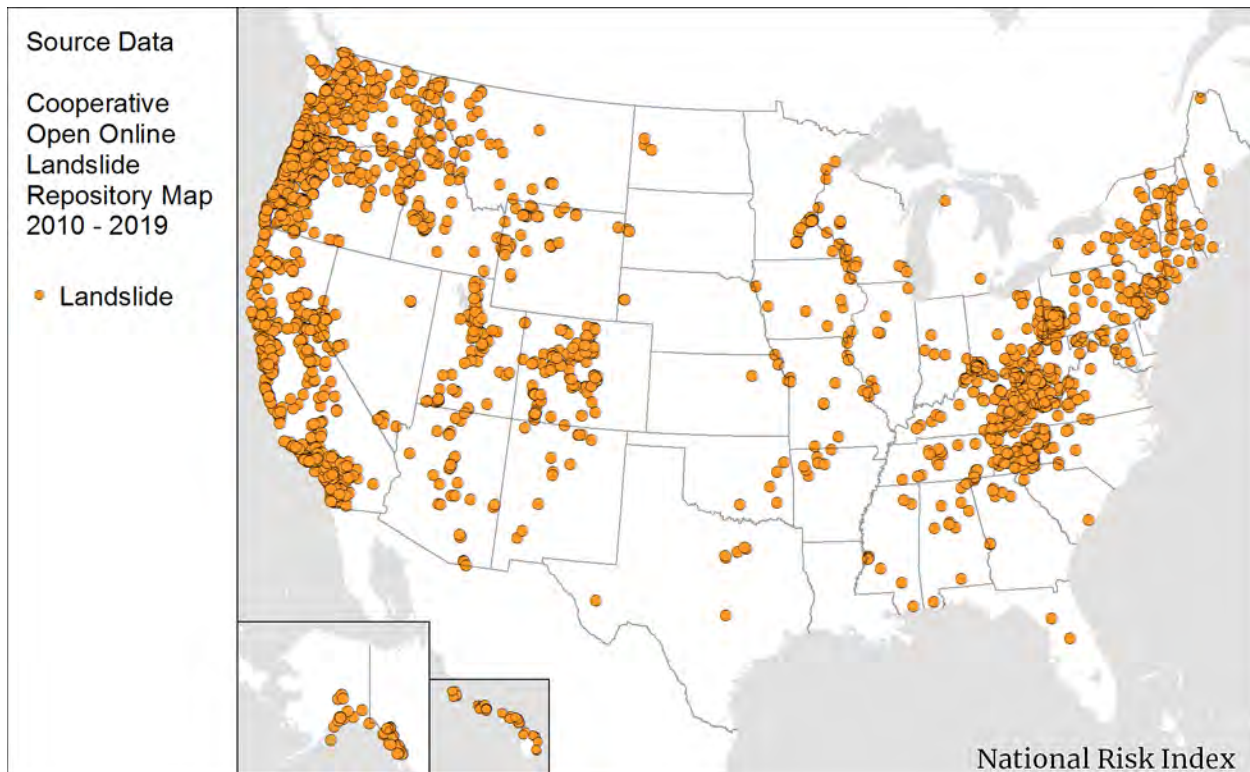 Source Data
Cooperative
Open Online
Landslide
Repository Map
2010 - 2019
Landslide
National Risk Index